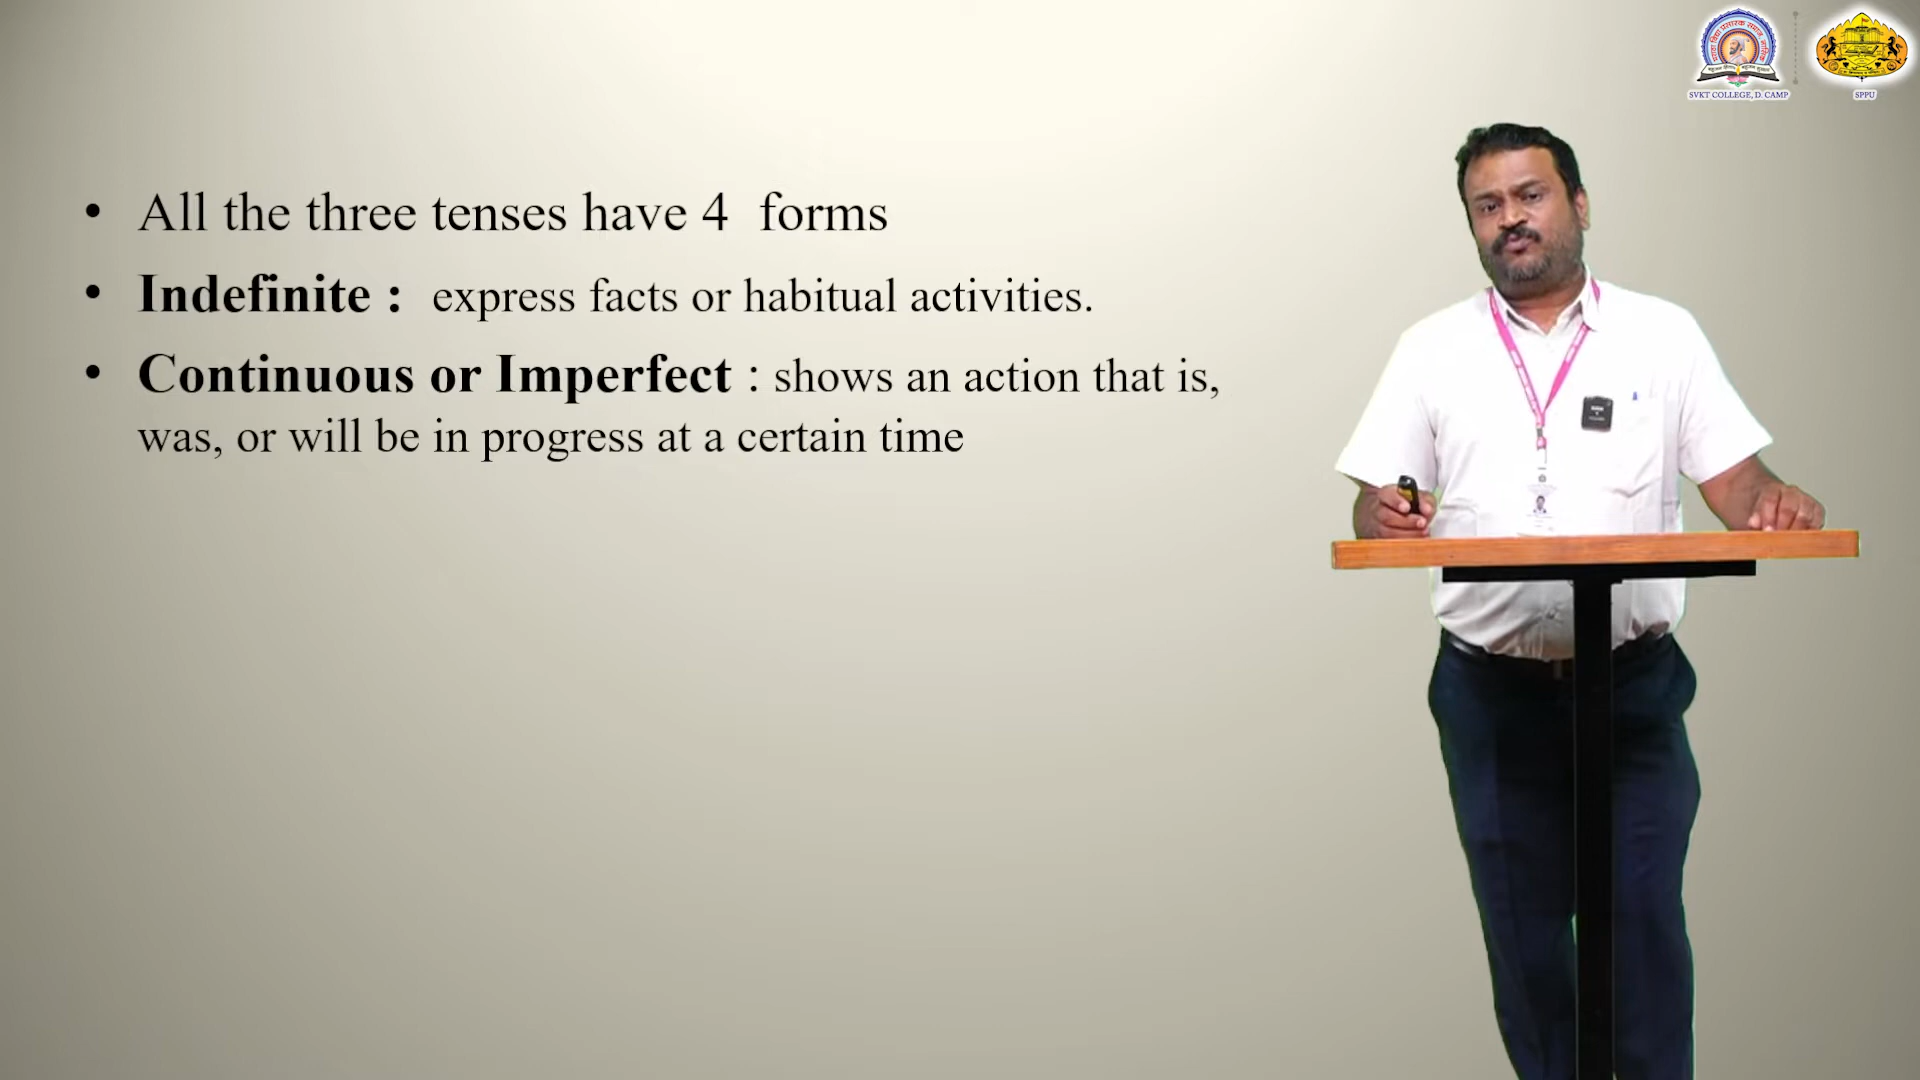 All the three tenses have 4 forms
Indefinite : express facts or habitual activities.
Continuous or Imperfect : shows an action that is,
was, or will be in progress at a certain time
SVKT COLLEGE, D. CAMP
SPPU